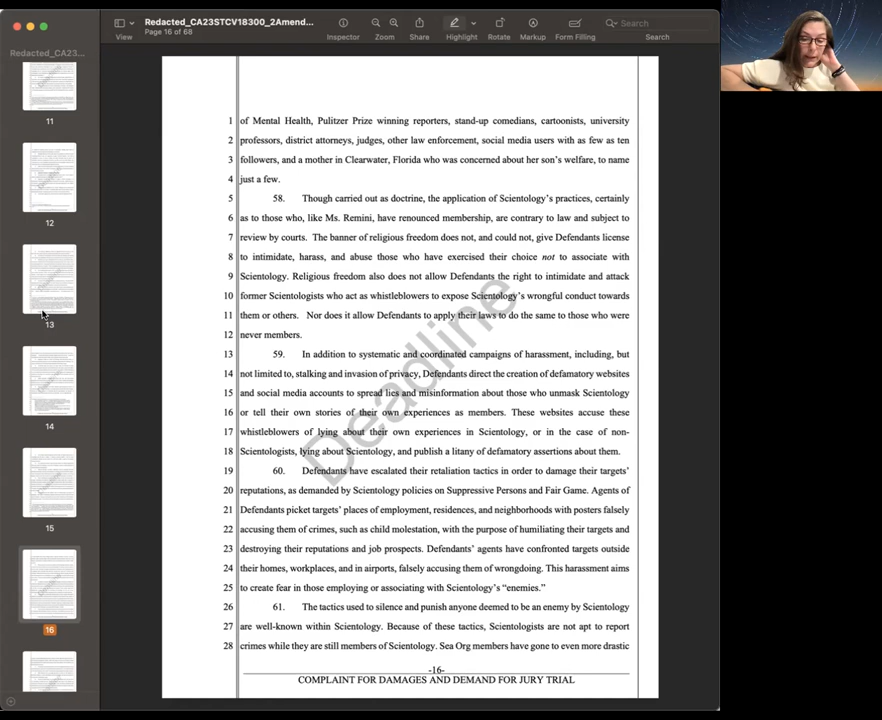 Redacted_CA23STCV18300_2Amend...
Page 16 of 68
View
Inspector
Zoom
Share
Highlight
Rotate
Markup
Form Filling
Search
Search
Redacted_CA23...
11
12
13
14
15
16
1 of Mental Health, Pulitzer Prize winning reporters, stand-up comedians, cartoonists, university
2 professors, district attorneys, judges, other law enforcement, social media users with as few as ten
3 followers, and a mother in Clearwater, Florida who was concerned about her son's welfare, to name
4 just a few.
5 58. Though carried out as doctrine, the application of Scientology's practices, certainly
6 as to those who, like Ms. Remini, have renounced membership, are contrary to law and subject to
7 review by courts. The banner of religious freedom does not, and could not, give Defendants license
8 to intimidate, harass, and abuse those who have exercised their choice not to associate with
9 Scientology. Religious freedom also does not allow Defendants the right to intimidate and attack
10 former Scientologists who act as whistleblowers to expose Scientology's wrongful conduct towards
11 them or others. Nor does it allow Defendants to apply their laws to do the same to those who were
12 never members.
13 59. In addition to systematic and coordinated campaigns of harassment, including, but
14 not limited to, stalking and invasion of privacy, Defendants direct the creation of defamatory websites
15 and social media accounts to spread lies and misinformation about those who unmask Scientology
16 or tell their own stories of their own experiences as members. These websites accuse these
17 whistleblowers of lying about their own experiences in Scientology, or in the case of non-
18 Scientologists, lying about Scientology, and publish a litany of defamatory assertions about them.
19 60. Defendants have escalated their retaliation tactics in order to damage their targets'
20 reputations, as demanded by Scientology policies on Suppressive Persons and Fair Game. Agents of
21 Defendants picket targets' places of employment, residences, and neighborhoods with posters falsely
22 accusing them of crimes, such as child molestation, with the purpose of humiliating their targets and
23 destroying their reputations and job prospects. Defendants' agents have confronted targets outside
24 their homes, workplaces, and in airports, falsely accusing them of wrongdoing. This harassment aims
25 to create fear in those employing or associating with Scientology's "enemies."
26 61. The tactics used to silence and punish anyone deemed to be an enemy by Scientology
27 are well-known within Scientology. Because of these tactics, Scientologists are not apt to report
28 crimes while they are still members of Scientology. Sea Org members have gone to even more drastic
-16-
COMPLAINT FOR DAMAGES AND DEMAND FOR JURY TRIAL
Deadline